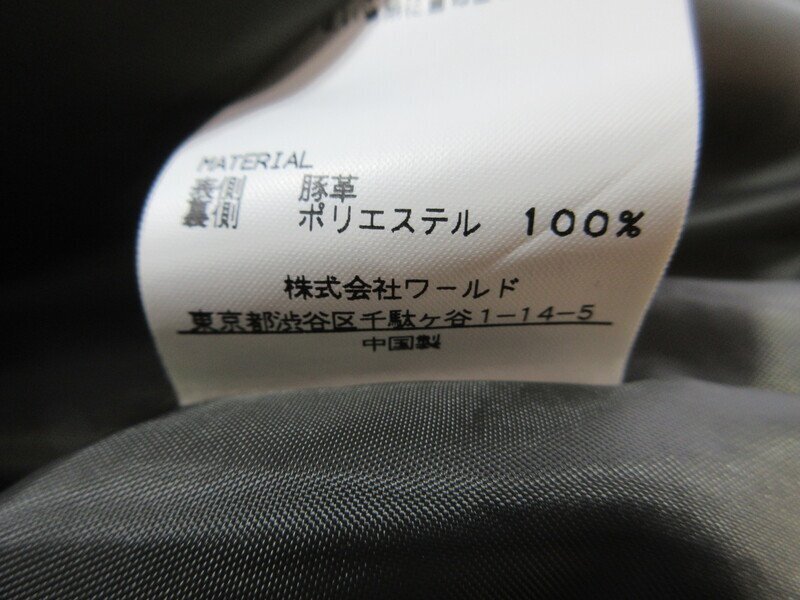 MATERIAL
表側 豚革
裏側 ポリエステル 100%
株式会社ワールド
東京都渋谷区千駄ヶ谷1-14-5
中国製